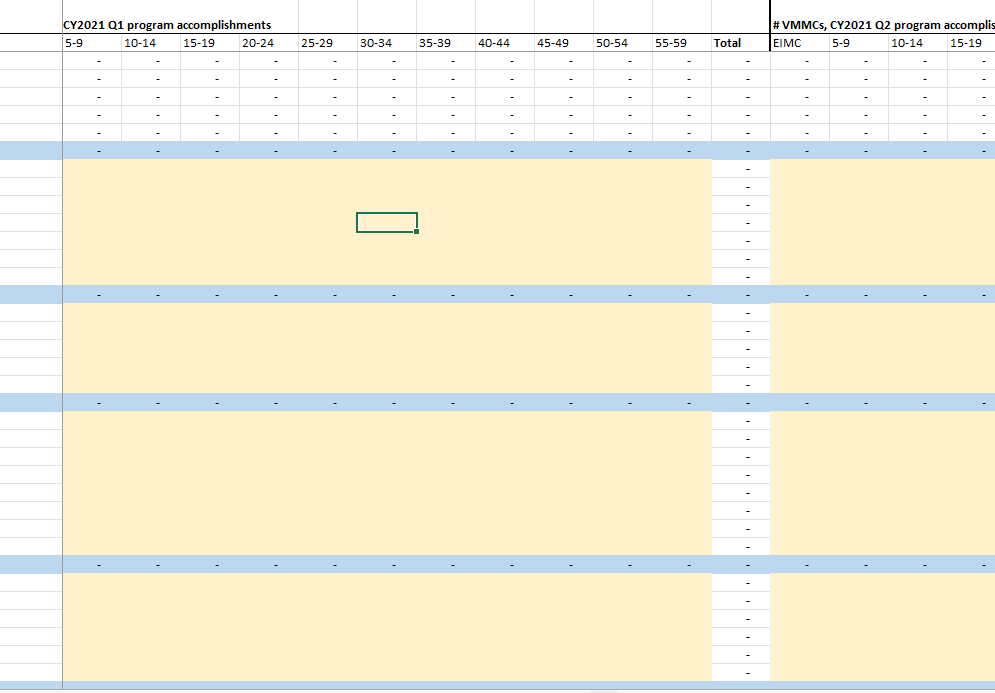 CY2021 Q1 program accomplishments # VMMCs, CY2021 Q2 program accomplis
5-9 10-14 15-19 20-24 25-29 30-34 35-39 40-44 45-49 50-54 55-59 Total EIMC 5-9 10-14 15-19
- - - - - - - - - - - - - - - -
- - - - - - - - - - - - - - - -
- - - - - - - - - - - - - - - -
- - - - - - - - - - - - - - - -
- - - - - - - - - - - - - - - -
- - - - - - - - - - - - - - - -
-
-
-
-
-
-
-
- - - - - - - - - - - - - - - -
-
-
-
-
-
- - - - - - - - - - - - - - - -
-
-
-
-
-
-
-
-
- - - - - - - - - - - - - - - -
-
-
-
-
-
-